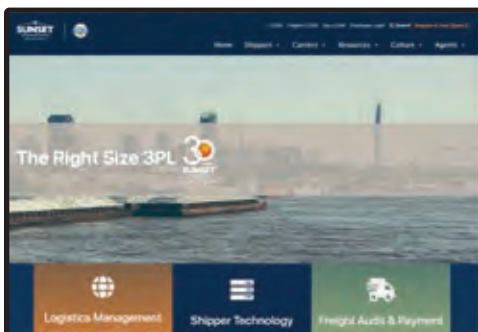 SUNSET
Home Shippers Carriers Resources Culture Agents
The Right Size 3PL 30
SUNSET
Logistics Management
Shipper Technology
Freight Audit & Payment